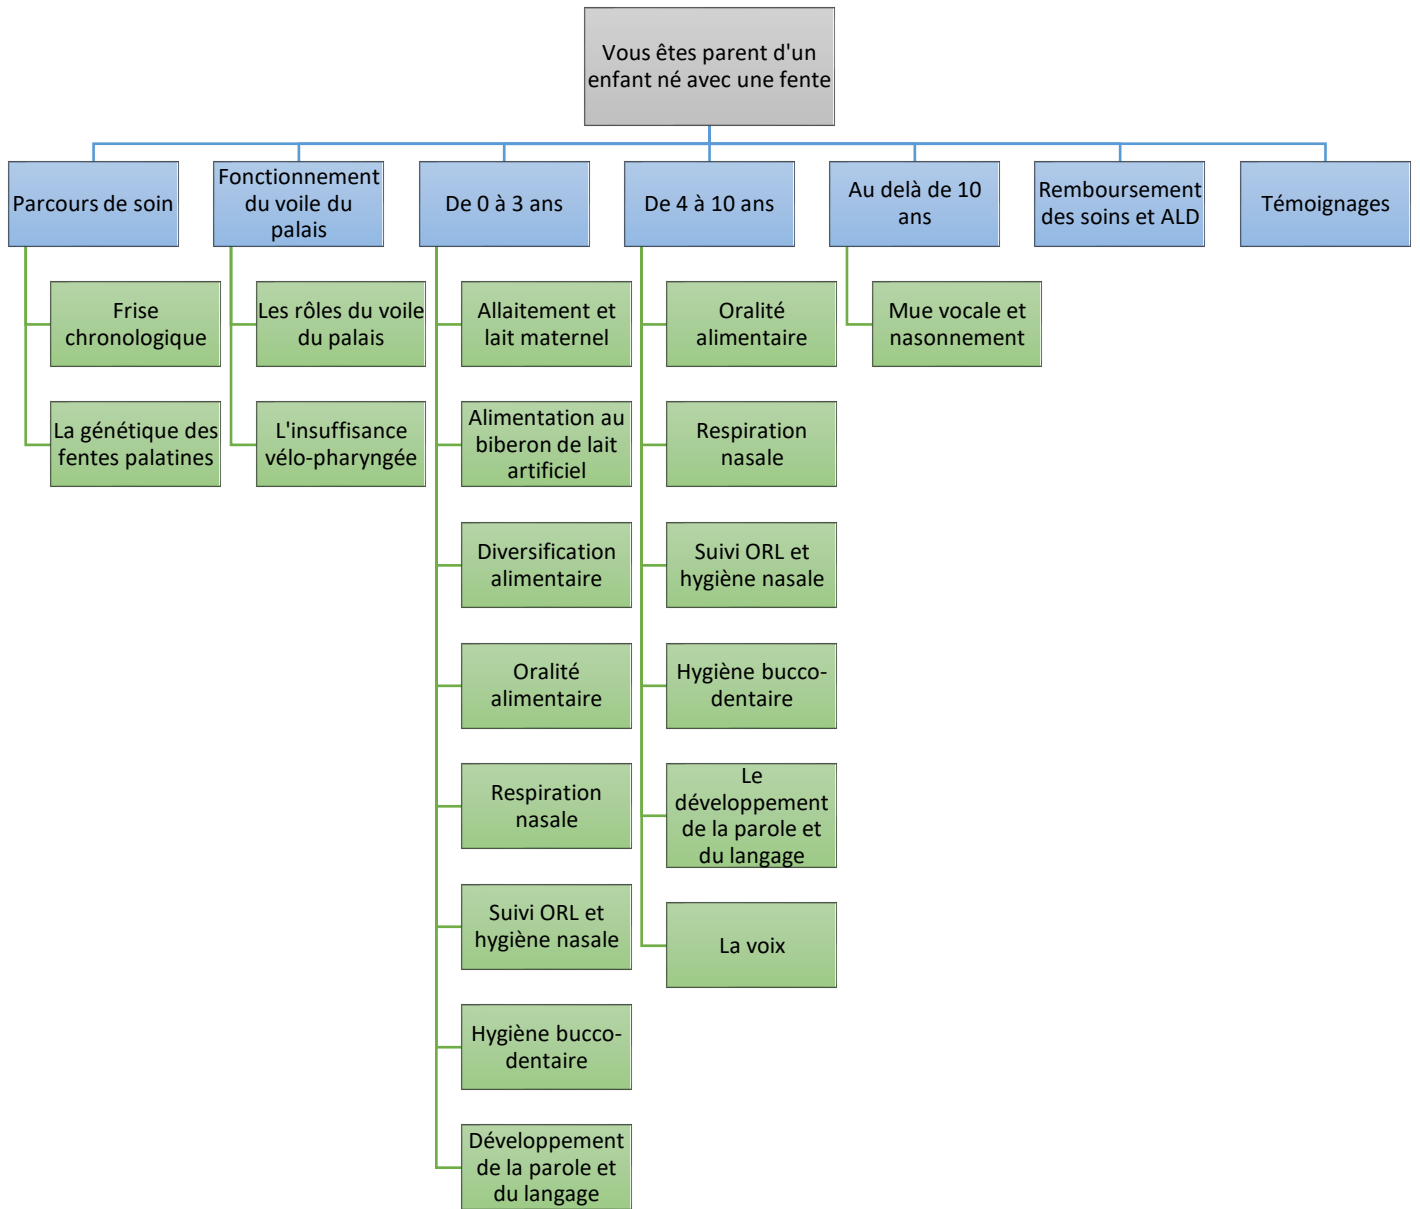 Vous êtes parent d'un
enfant né avec une fente
Parcours de soin
Fonctionnement
du voile du
palais
De 0 à 3 ans
De 4 à 10 ans
Au delà de 10
ans
Remboursement
des soins et ALD
Témoignages
Frise
chronologique
La génétique des
fentes palatines
Les rôles du voile
du palais
L'insuffisance
vélo-pharyngée
Allaitement et
lait maternel
Alimentation au
biberon de lait
artificiel
Diversification
alimentaire
Oralité
alimentaire
Respiration
nasale
Suivi ORL et
hygiène nasale
Hygiène bucco-
dentaire
Développement
de la parole et
du langage
Oralité
alimentaire
Respiration
nasale
Suivi ORL et
hygiène nasale
Hygiène bucco-
dentaire
Le
développement
de la parole et
du langage
La voix
Mue vocale et
nasonnement